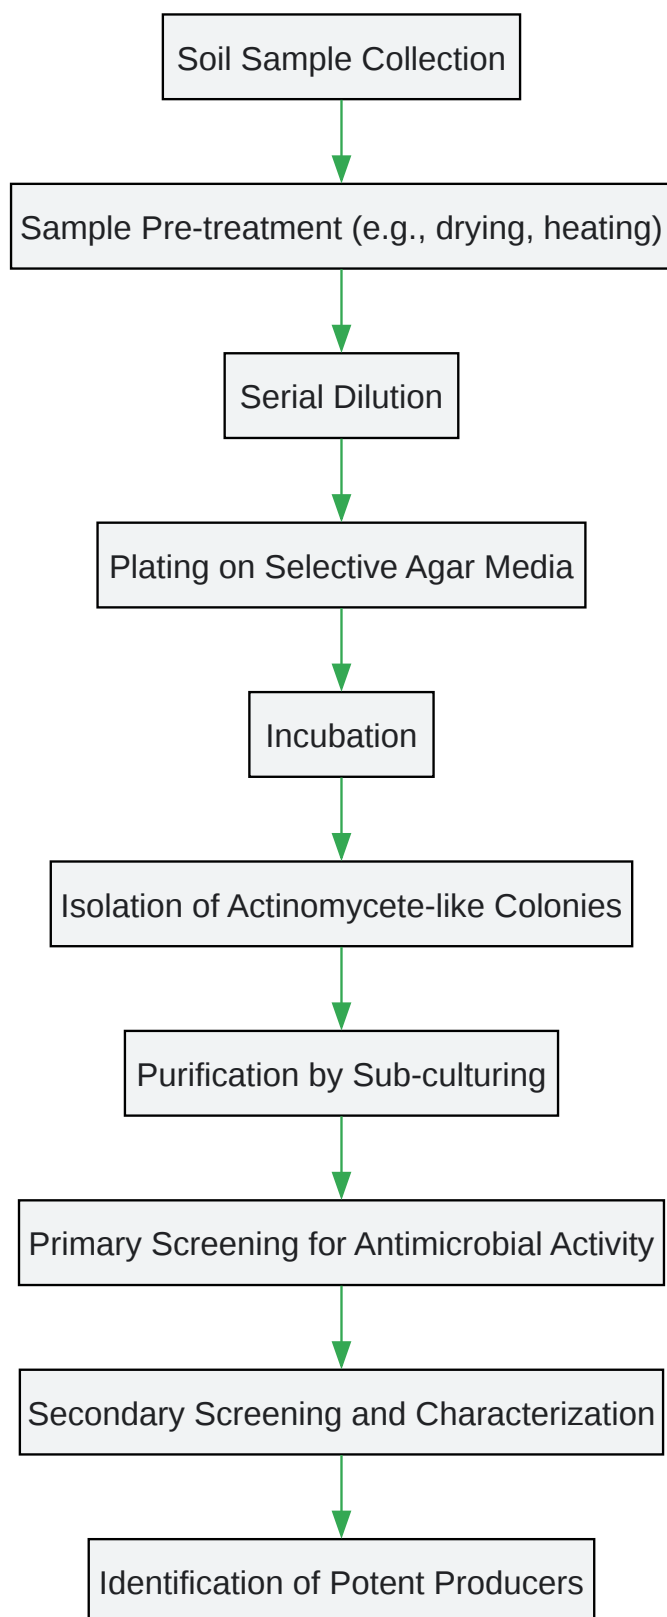 Soil Sample Collection
Sample Pre-treatment (e.g., drying, heating)
Serial Dilution
Plating on Selective Agar Media
Incubation
Isolation of Actinomycete-like Colonies
Purification by Sub-culturing
Primary Screening for Antimicrobial Activity
Secondary Screening and Characterization
Identification of Potent Producers